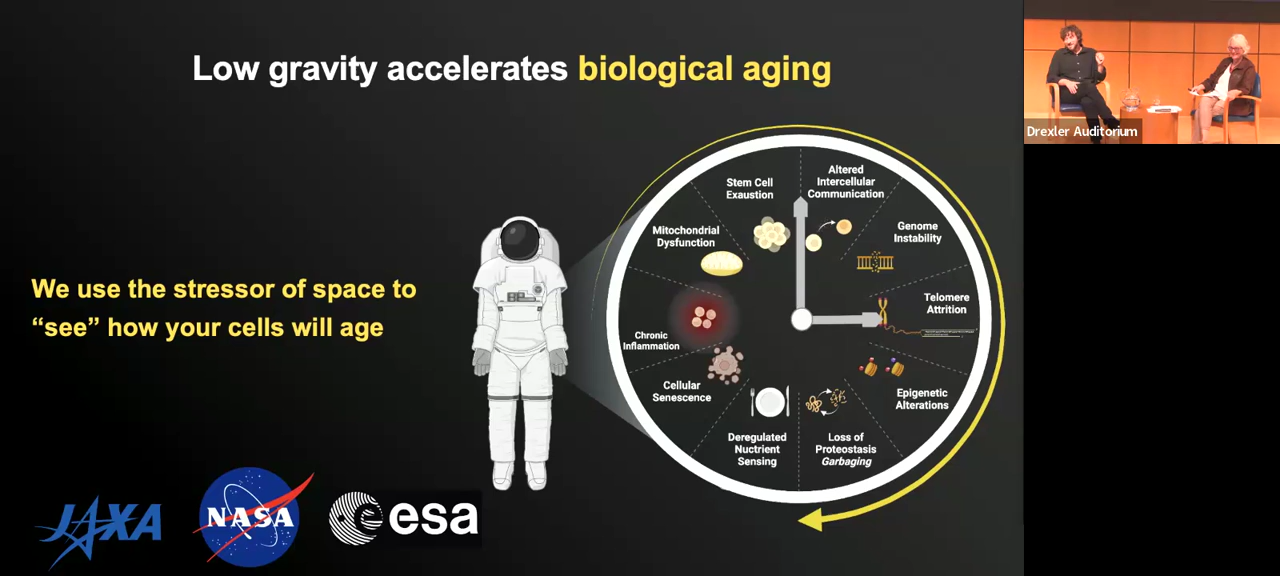 Low gravity accelerates biological aging
Drexler Auditorium
We use the stressor of space to
“see” how your cells will age
Stem Cell
Exaustion
Altered
Intercellular
Communication
Genome
Instability
Telomere
Attrition
Epigenetic
Alterations
Loss of
Proteostasis
Garbaging
Deregulated
Nuctrient
Sensing
Cellular
Senescence
Chronic
Inflammation
Mitochondrial
Dysfunction
JAXA
NASA
esa